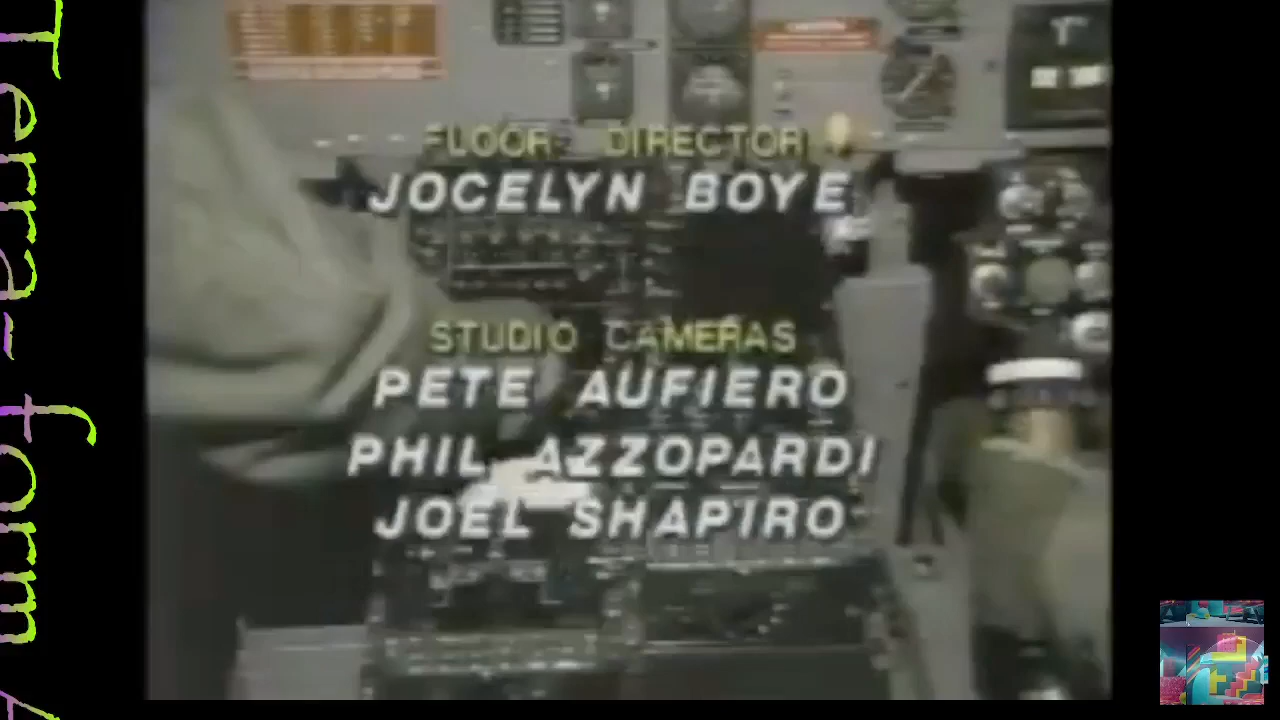 FLOOR DIRECTOR
JOCELYN BOYE
STUDIO CAMERAS
PETE AUFIERO
PHIL AZZOPARDI
JOEL SHAPIRO
Terra-form